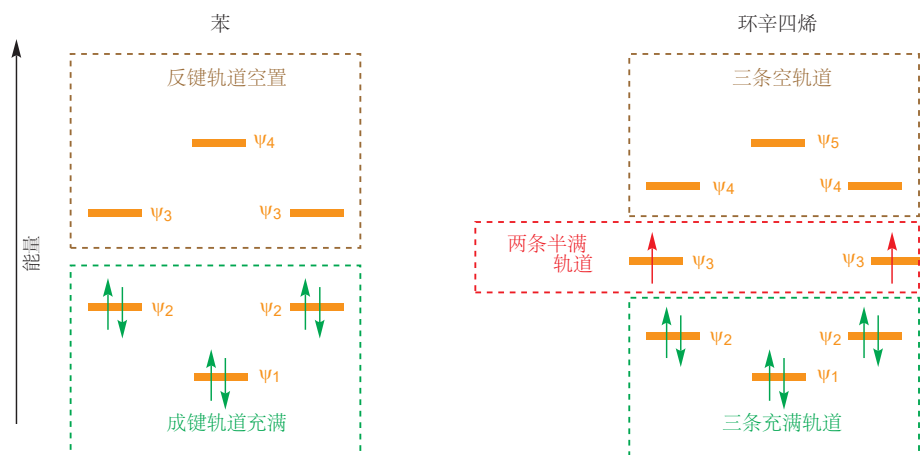 苯
反键轨道空置
ψ4
ψ3
ψ3
能量
ψ2
ψ2
ψ1
成键轨道充满
环辛四烯
三条空轨道
ψ5
ψ4
ψ4
两条半满
轨道
ψ3
ψ3
ψ2
ψ2
ψ1
三条充满轨道